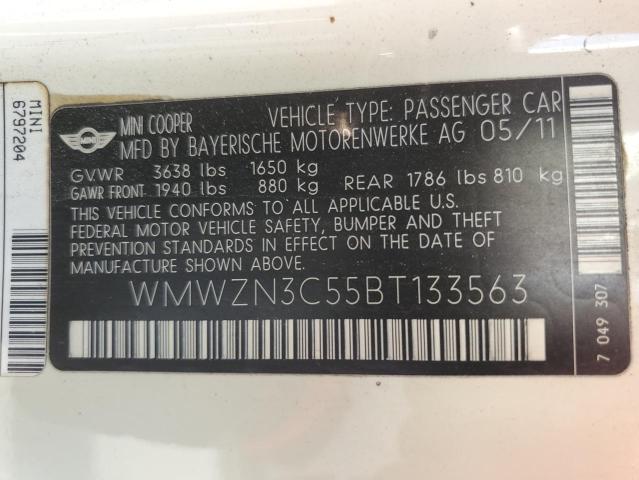 MINI
6797204
MINI COOPER VEHICLE TYPE: PASSENGER CAR
MFD BY BAYERISCHE MOTORENWERKE AG 05/11
GVWR 3638 lbs 1650 kg
GAWR FRONT 1940 lbs 880 kg REAR 1786 lbs 810 kg
THIS VEHICLE CONFORMS TO ALL APPLICABLE U.S.
FEDERAL MOTOR VEHICLE SAFETY, BUMPER AND THEFT
PREVENTION STANDARDS IN EFFECT ON THE DATE OF
MANUFACTURE SHOWN ABOVE.
WMWZN3C55BT133563
7 049 307